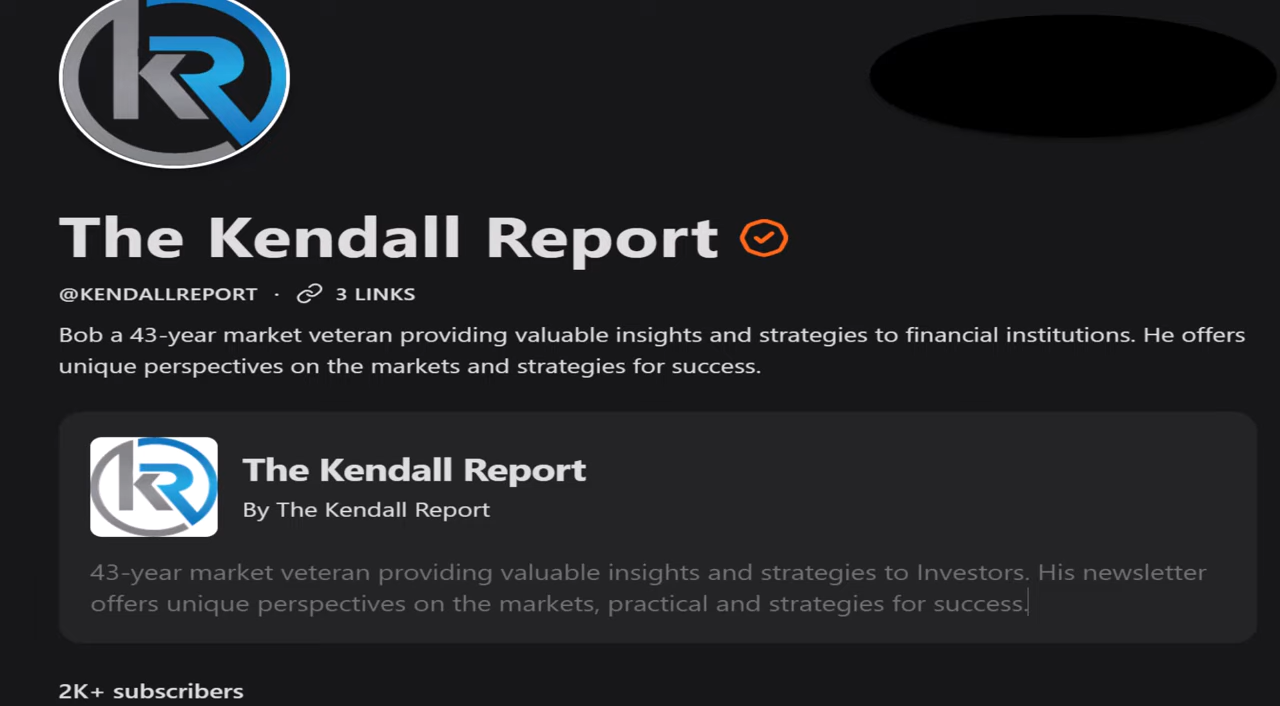 KR
The Kendall Report
@KENDALLREPORT · 3 LINKS
Bob a 43-year market veteran providing valuable insights and strategies to financial institutions. He offers
unique perspectives on the markets and strategies for success.
KR
The Kendall Report
By The Kendall Report
43-year market veteran providing valuable insights and strategies to Investors. His newsletter
offers unique perspectives on the markets, practical and strategies for success.
2K+ subscribers